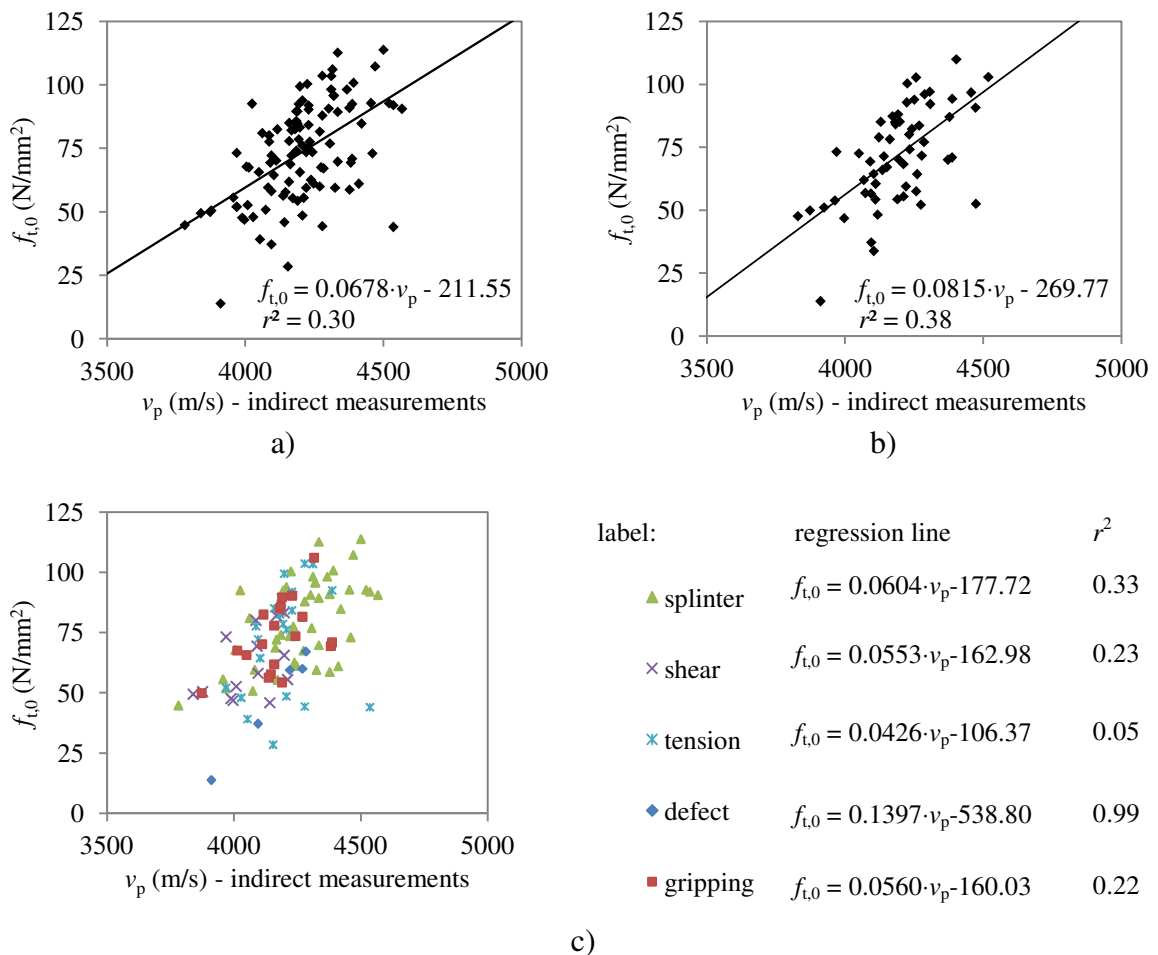 125
100
75
50
25
0
f_t,0 (N/mm²)
f_t,0 = 0.0678·v_p - 211.55
r² = 0.30
3500 4000 4500 5000
v_p (m/s) - indirect measurements
a)
125
100
75
50
25
0
f_t,0 (N/mm²)
f_t,0 = 0.0815·v_p - 269.77
r² = 0.38
3500 4000 4500 5000
v_p (m/s) - indirect measurements
b)
125
100
75
50
25
0
f_t,0 (N/mm²)
3500 4000 4500 5000
v_p (m/s) - indirect measurements
label: regression line r²
splinter f_t,0 = 0.0604·v_p-177.72 0.33
shear f_t,0 = 0.0553·v_p-162.98 0.23
tension f_t,0 = 0.0426·v_p-106.37 0.05
defect f_t,0 = 0.1397·v_p-538.80 0.99
gripping f_t,0 = 0.0560·v_p-160.03 0.22
c)